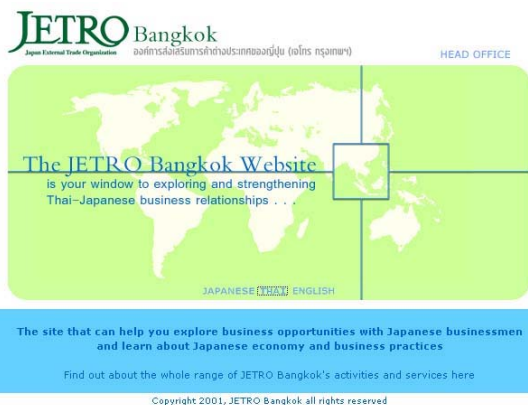 JETRO Bangkok
Japan External Trade Organization
องค์การส่งเสริมการค้าต่างประเทศของญี่ปุ่น (เจโทร กรุงเทพฯ)
HEAD OFFICE
The JETRO Bangkok Website
is your window to exploring and strengthening
Thai-Japanese business relationships . . .
JAPANESE THAI ENGLISH
The site that can help you explore business opportunities with Japanese businessmen
and learn about Japanese economy and business practices
Find out about the whole range of JETRO Bangkok's activities and services here
Copyright 2001, JETRO Bangkok all rights reserved